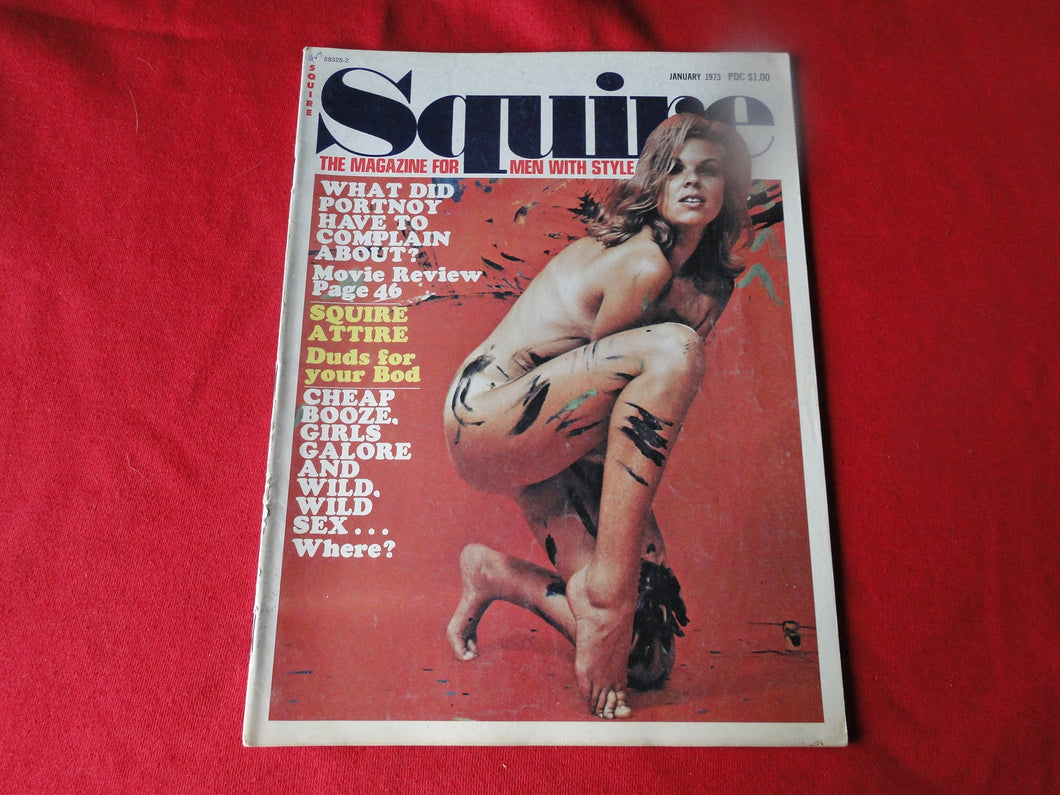 59325-2
SQUIRE
Squire
JANUARY 1973 PDC $1.00
THE MAGAZINE FOR MEN WITH STYLE
WHAT DID
PORTNOY
HAVE TO
COMPLAIN
ABOUT?
Movie Review
Page 46
SQUIRE
ATTIRE
Duds for
your Bod
CHEAP
BOOZE,
GIRLS
GALORE
AND
WILD,
WILD
SEX...
Where?